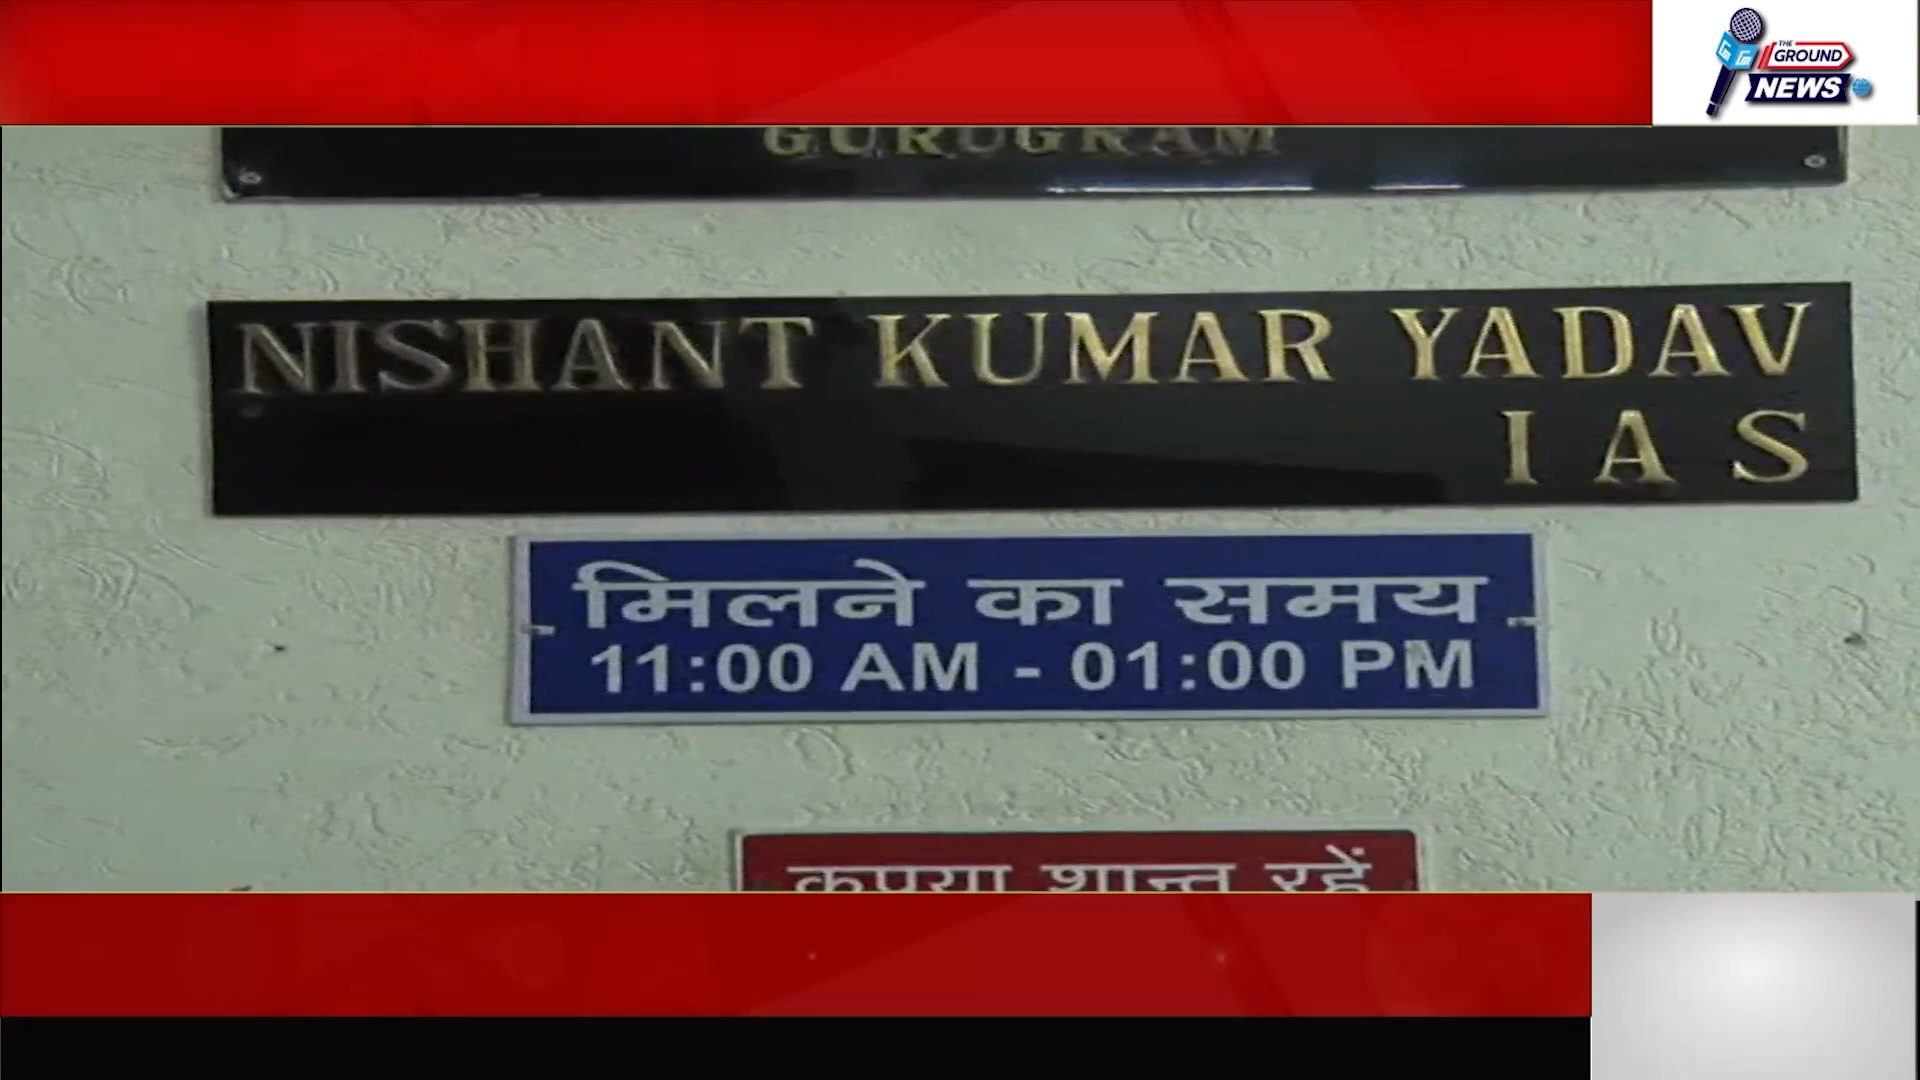 THE
GROUND
NEWS
GURUGRAM
NISHANT KUMAR YADAV
IAS
मिलने का समय
11:00 AM - 01:00 PM
कृपया शान्त रहें